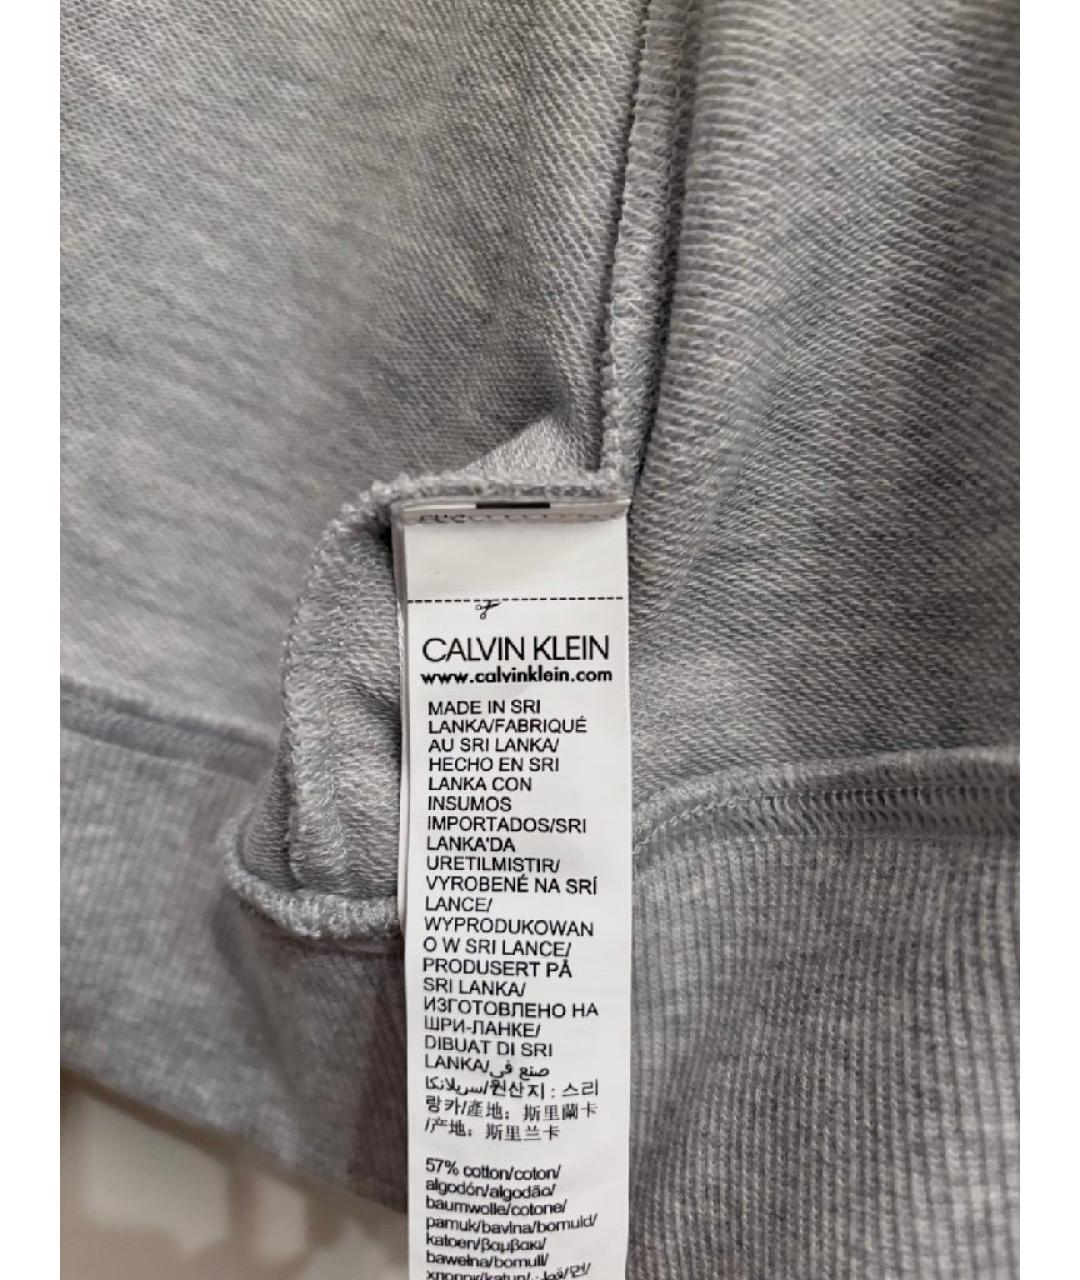 CALVIN KLEIN
www.calvinklein.com
MADE IN SRI
LANKA/FABRIQUÉ
AU SRI LANKA/
HECHO EN SRI
LANKA CON
INSUMOS
IMPORTADOS/SRI
LANKA'DA
URETILMISTIR/
VYROBENÉ NA SRÍ
LANCE/
WYPRODUKOWAN
O W SRI LANCE/
PRODUSERT PÅ
SRI LANKA/
ИЗГОТОВЛЕНО НА
ШРИ-ЛАНКЕ/
DIBUAT DI SRI
LANKA/صنع في
سريلانكا/원산지 : 스리
랑카/產地：斯里蘭卡
/产地：斯里兰卡
57% cotton/coton/
algodón/algodão/
baumwolle/cotone/
pamuk/bavlna/bomuld/
katoen/βαμβακι/
bawełna/bomull/
хлопок/katun/قطن/면/